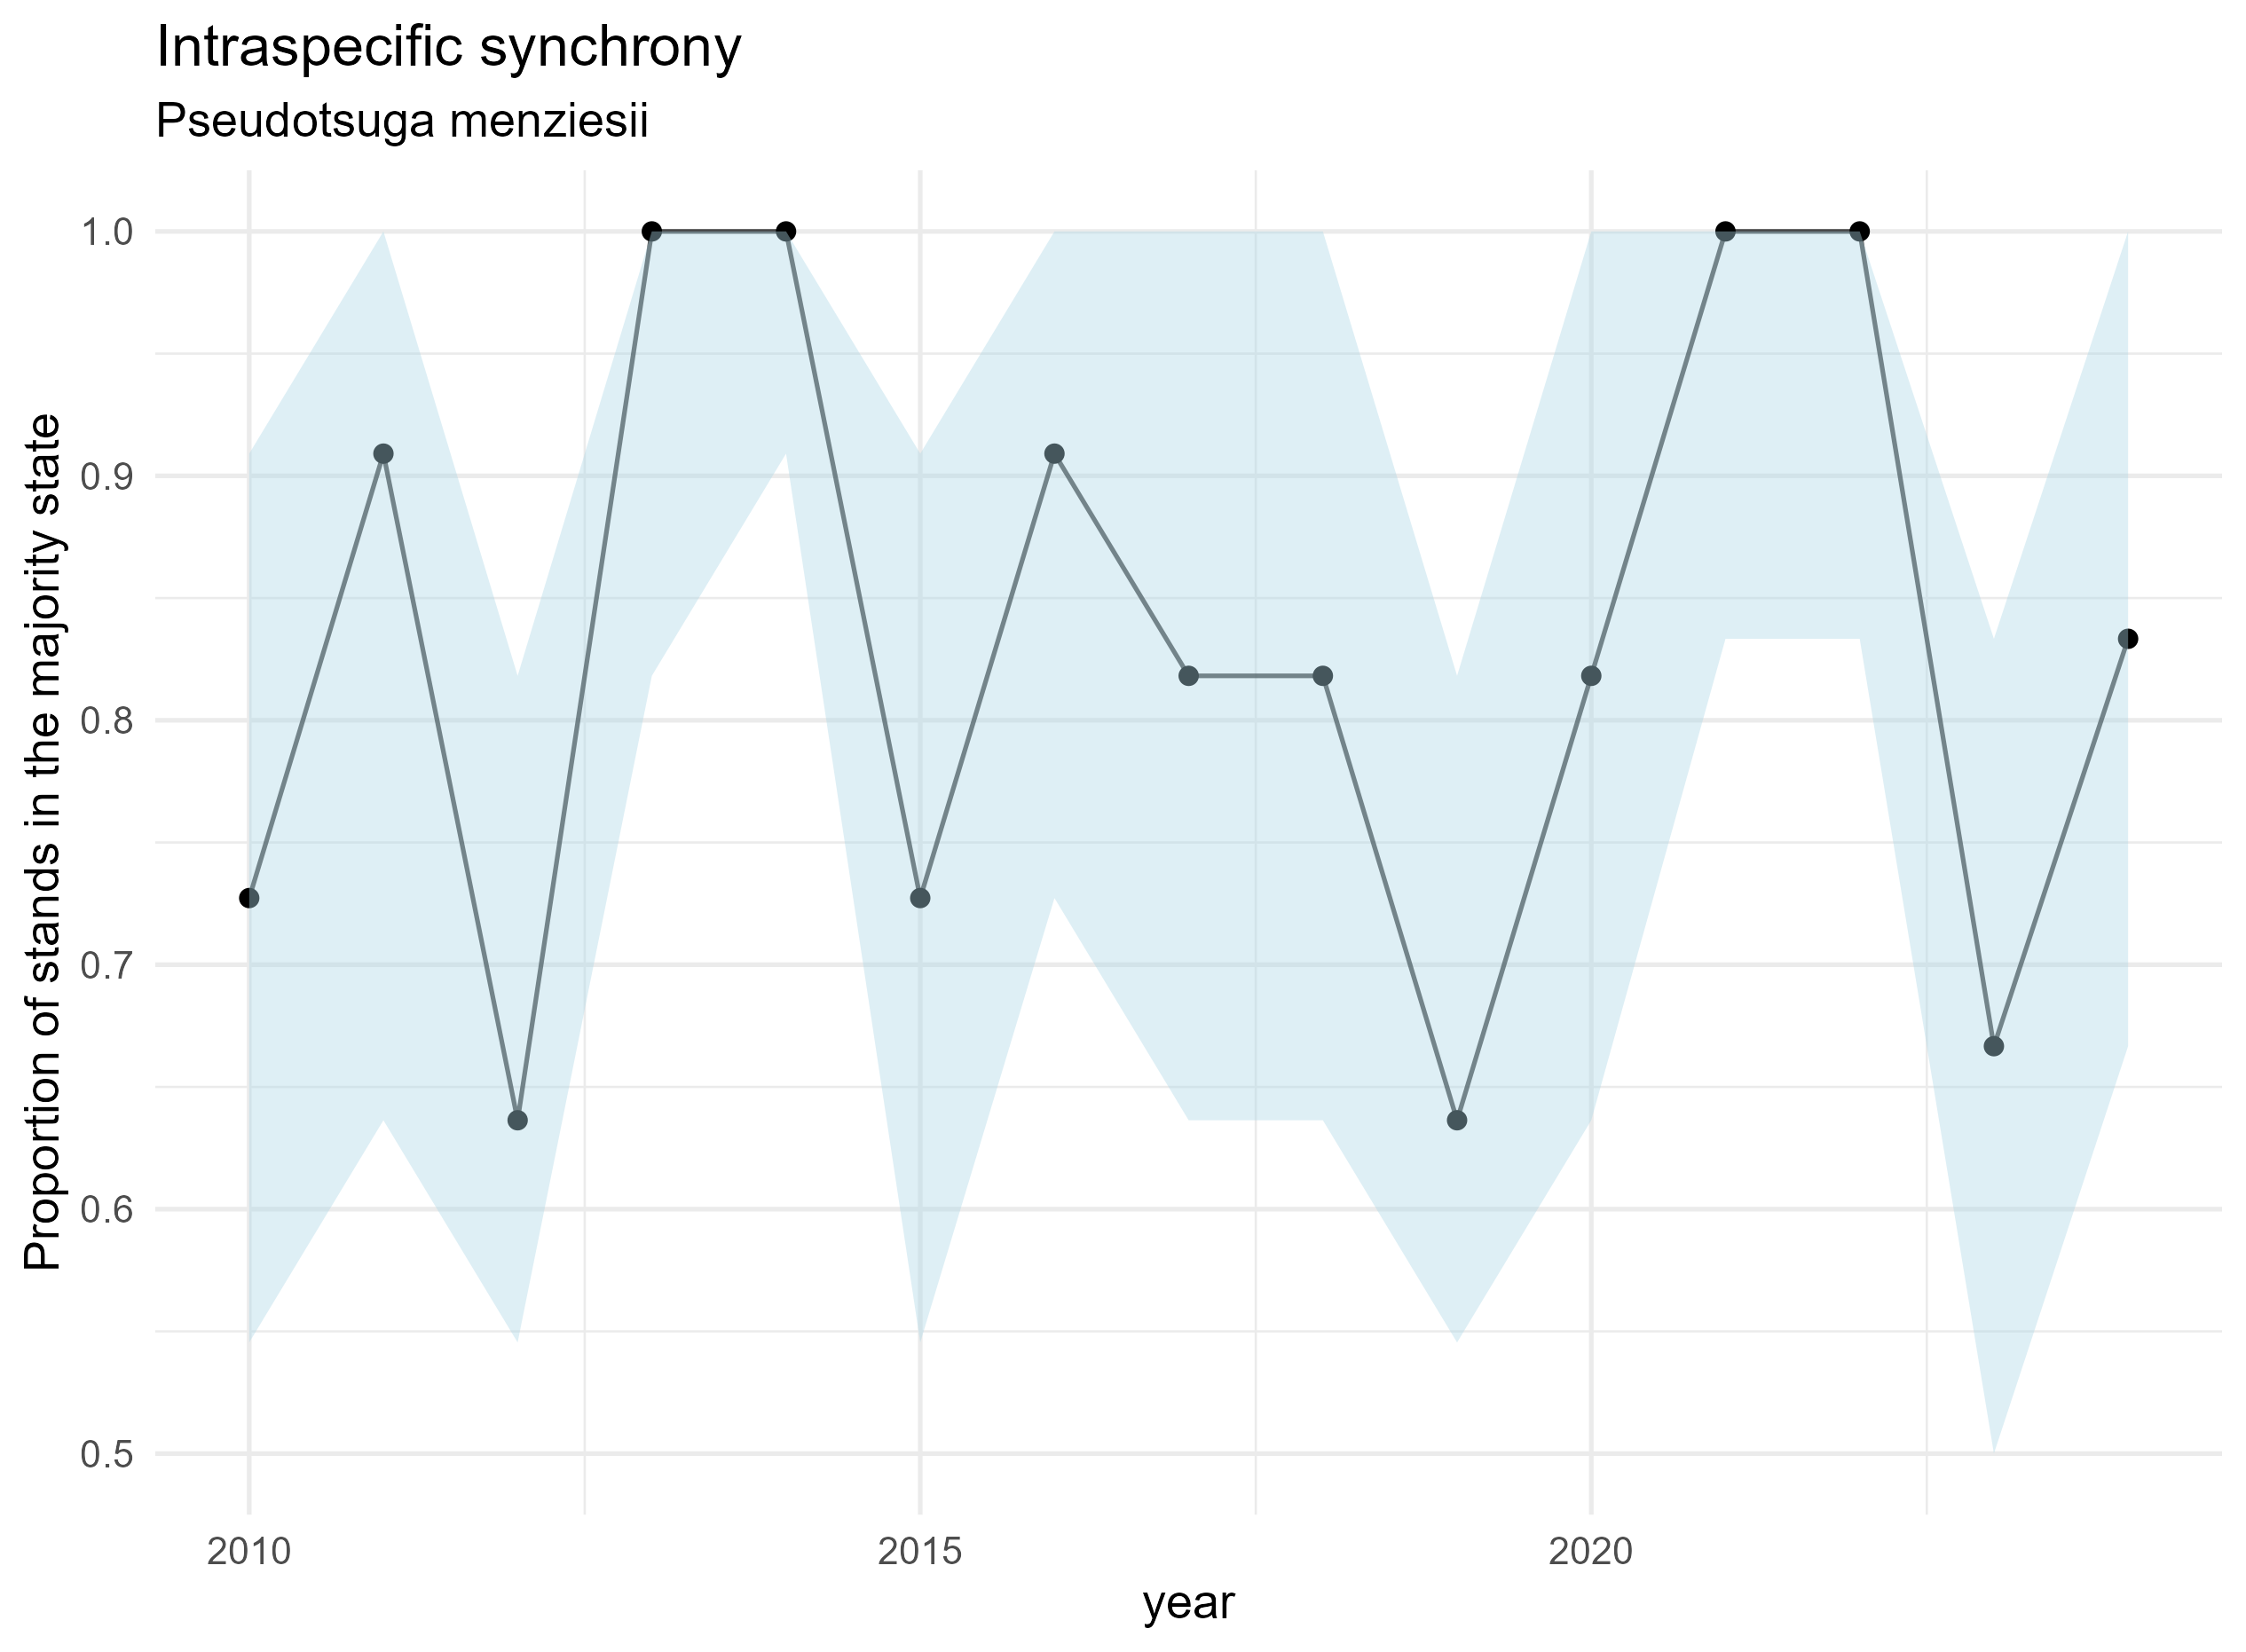 Intraspecific synchrony
Pseudotsuga menziesii
Proportion of stands in the majority state
1.0
0.9
0.8
0.7
0.6
0.5
2010
2015
2020
year